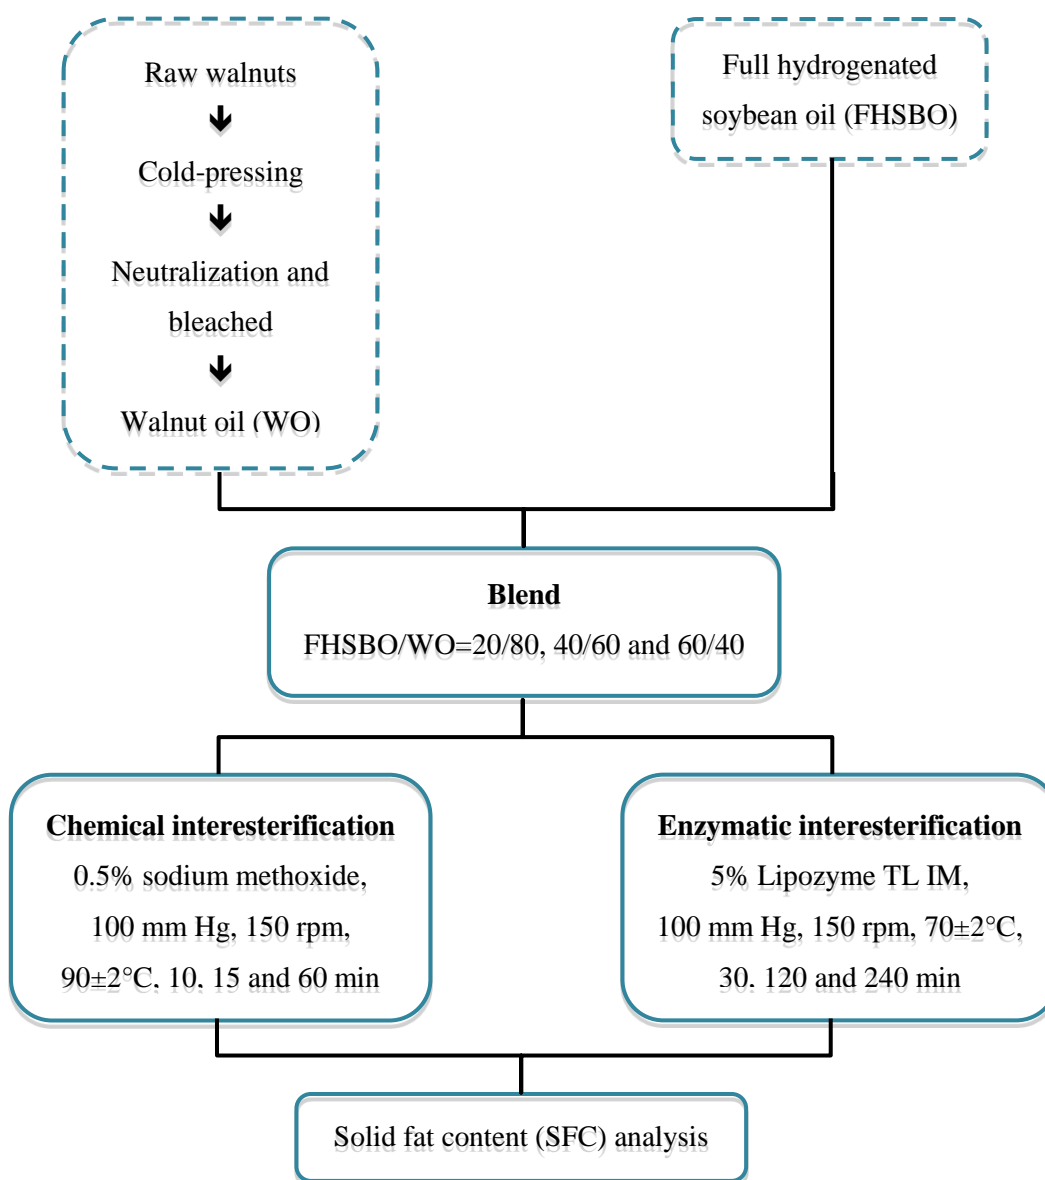 Raw walnuts
Cold-pressing
Neutralization and
bleached
Walnut oil (WO)
Full hydrogenated
soybean oil (FHSBO)
Blend
FHSBO/WO=20/80, 40/60 and 60/40
Chemical interesterification
0.5% sodium methoxide,
100 mm Hg, 150 rpm,
90±2°C, 10, 15 and 60 min
Enzymatic interesterification
5% Lipozyme TL IM,
100 mm Hg, 150 rpm, 70±2°C,
30, 120 and 240 min
Solid fat content (SFC) analysis